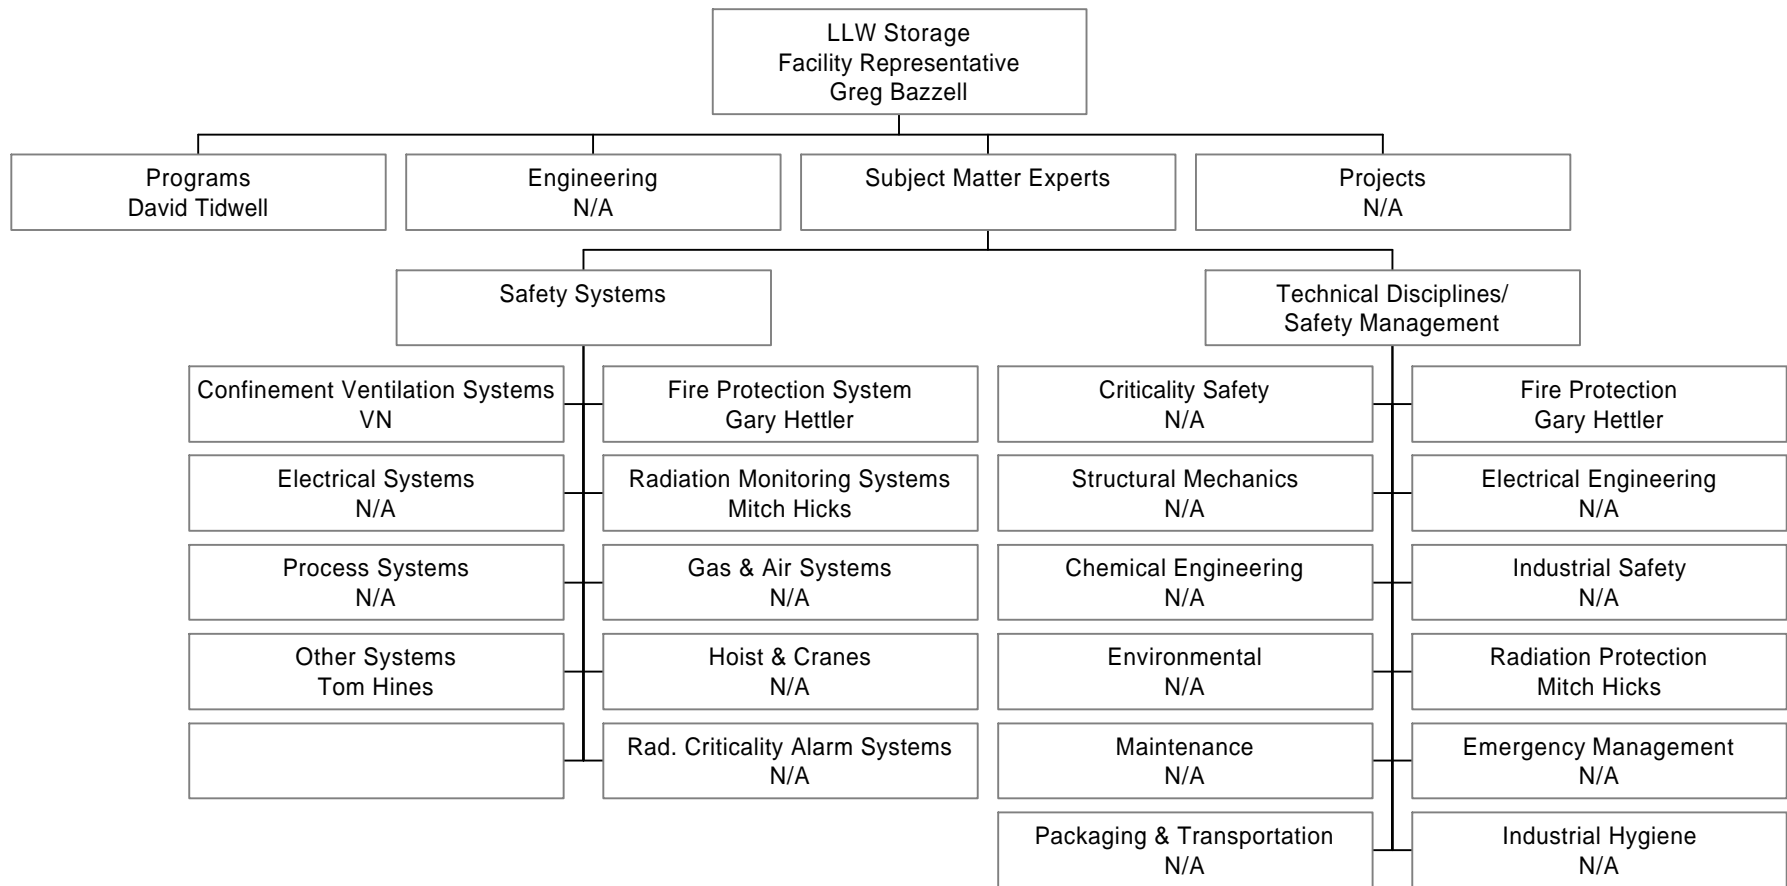 LLW Storage
Facility Representative
Greg Bazzell
Programs
David Tidwell
Engineering
N/A
Subject Matter Experts
Projects
N/A
Safety Systems
Technical Disciplines/
Safety Management
Confinement Ventilation Systems
VN
Fire Protection System
Gary Hettler
Criticality Safety
N/A
Fire Protection
Gary Hettler
Electrical Systems
N/A
Radiation Monitoring Systems
Mitch Hicks
Structural Mechanics
N/A
Electrical Engineering
N/A
Process Systems
N/A
Gas & Air Systems
N/A
Chemical Engineering
N/A
Industrial Safety
N/A
Other Systems
Tom Hines
Hoist & Cranes
N/A
Environmental
N/A
Radiation Protection
Mitch Hicks
Rad. Criticality Alarm Systems
N/A
Maintenance
N/A
Emergency Management
N/A
Packaging & Transportation
N/A
Industrial Hygiene
N/A